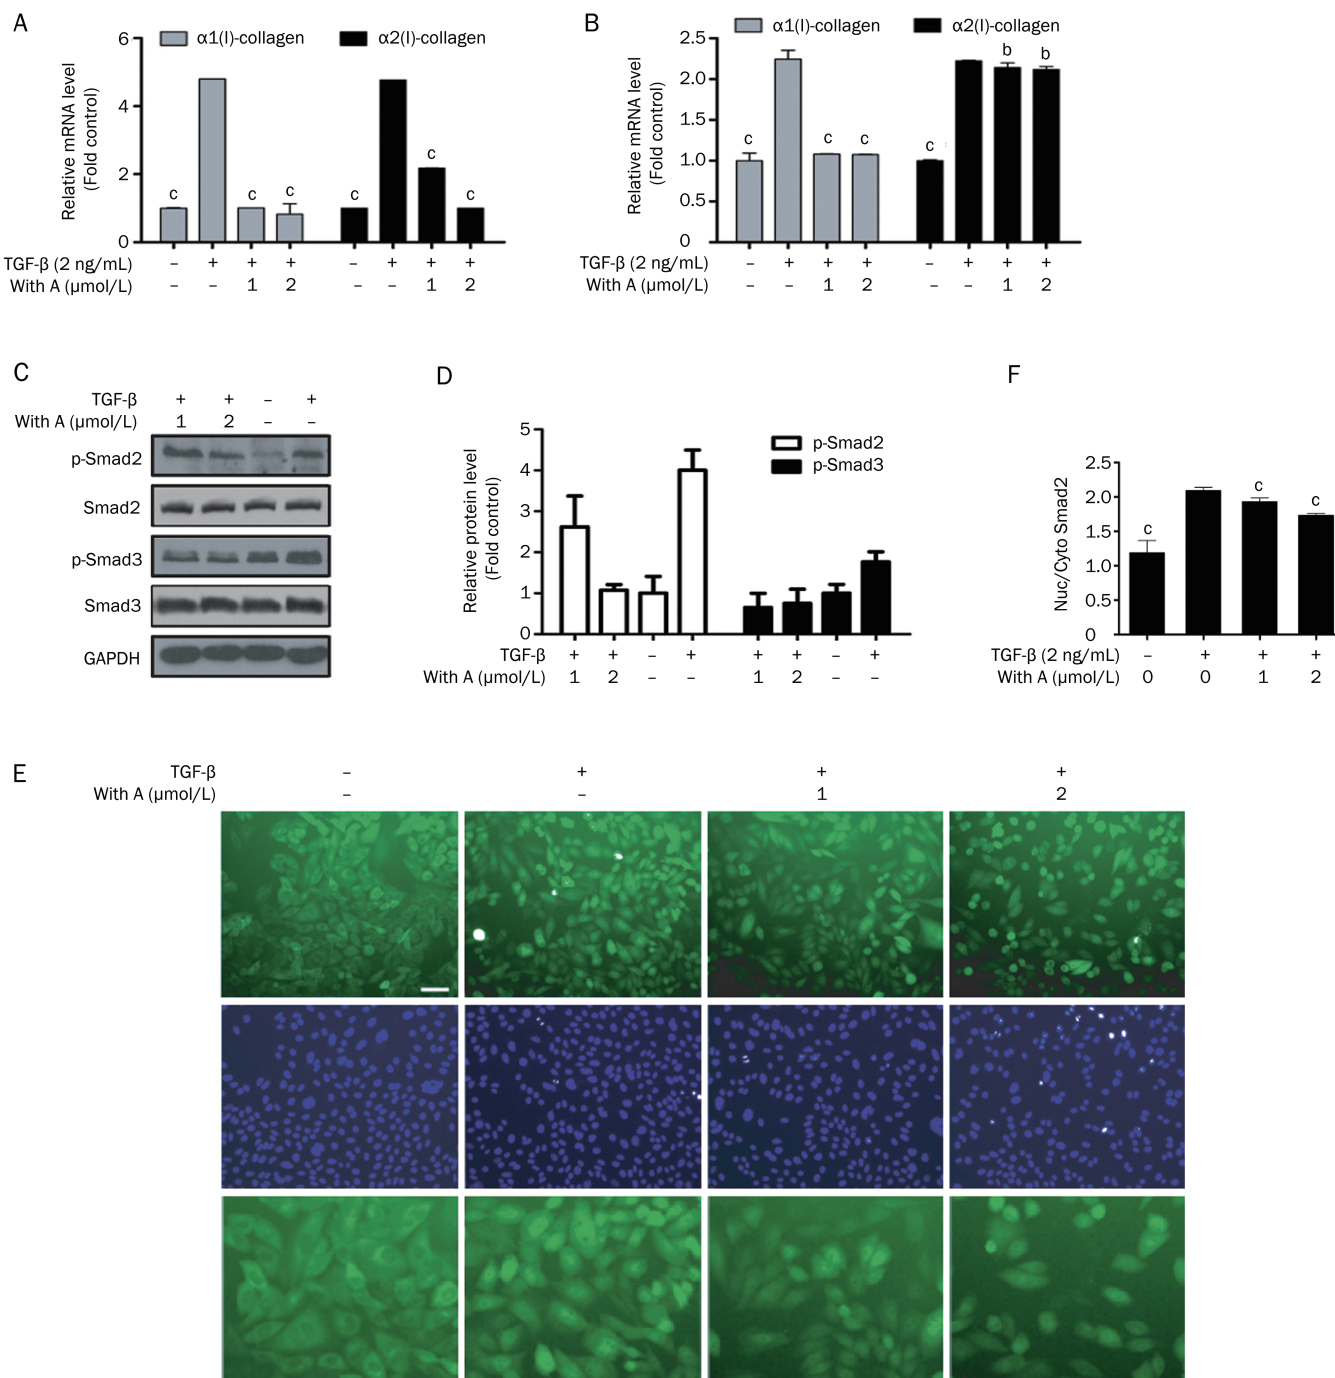 A
α1(I)-collagen
α2(I)-collagen
Relative mRNA level
(Fold control)
6
4
2
0
c
c
c
c
c
c
TGF-β (2 ng/mL)
–
+
+
+
–
+
+
+
With A (µmol/L)
–
–
1
2
–
–
1
2
B
α1(I)-collagen
α2(I)-collagen
Relative mRNA level
(Fold control)
2.5
2.0
1.5
1.0
0.5
0
c
c
c
c
b
b
TGF-β (2 ng/mL)
–
+
+
+
–
+
+
+
With A (µmol/L)
–
–
1
2
–
–
1
2
C
TGF-β
+
+
–
+
With A (µmol/L)
1
2
–
–
p-Smad2
Smad2
p-Smad3
Smad3
GAPDH
D
p-Smad2
p-Smad3
Relative protein level
(Fold control)
5
4
3
2
1
0
TGF-β
+
+
–
+
+
+
–
+
With A (µmol/L)
1
2
–
–
1
2
–
–
F
Nuc/Cyto Smad2
2.5
2.0
1.5
1.0
0.5
0
c
c
c
TGF-β (2 ng/mL)
–
+
+
+
With A (µmol/L)
0
0
1
2
E
TGF-β
–
+
+
+
With A (µmol/L)
–
–
1
2